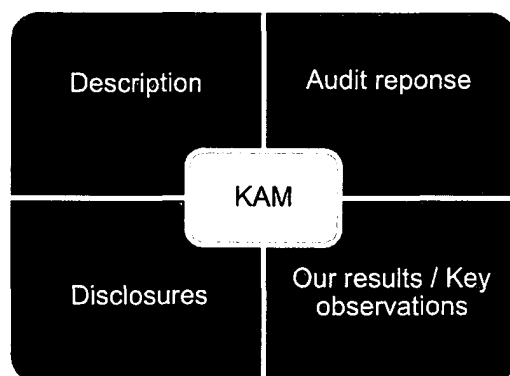 Description
Audit reponse
KAM
Disclosures
Our results / Key
observations